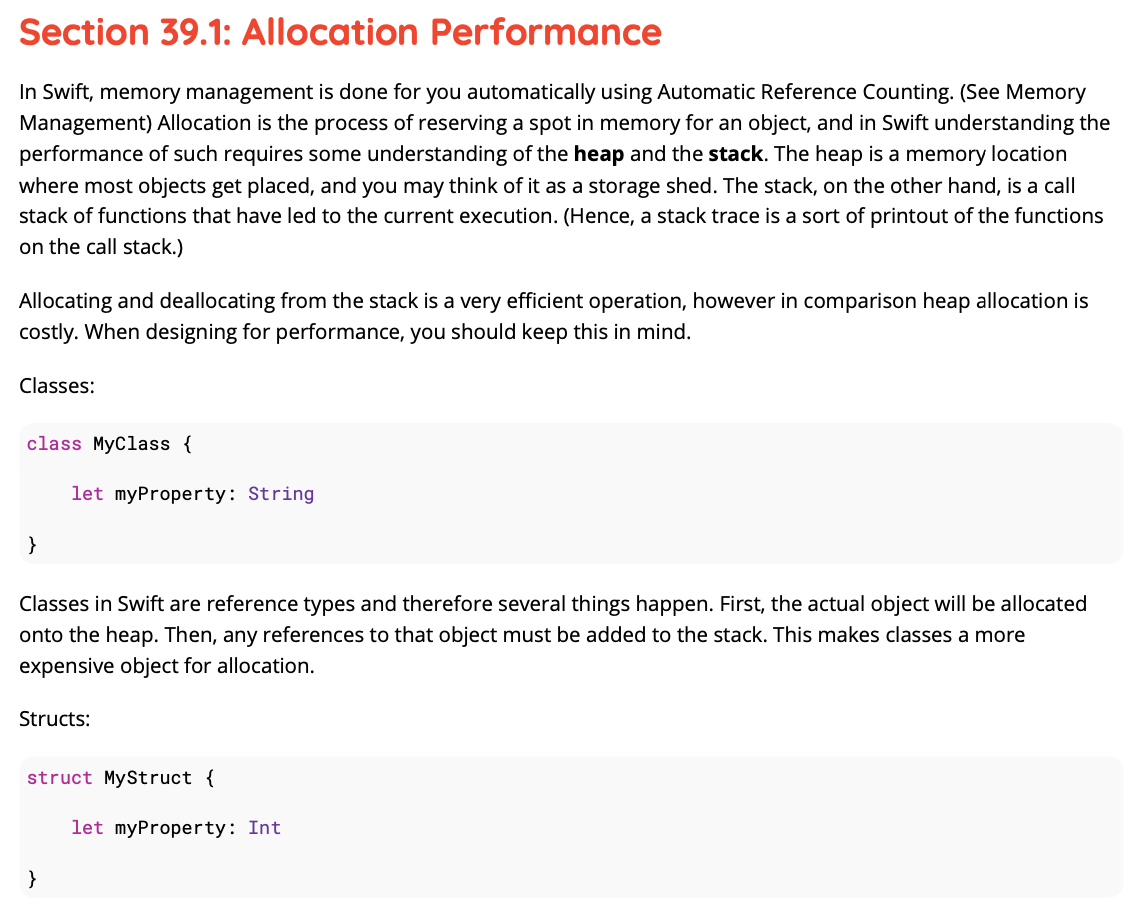 Section 39.1: Allocation Performance
In Swift, memory management is done for you automatically using Automatic Reference Counting. (See Memory
Management) Allocation is the process of reserving a spot in memory for an object, and in Swift understanding the
performance of such requires some understanding of the heap and the stack. The heap is a memory location
where most objects get placed, and you may think of it as a storage shed. The stack, on the other hand, is a call
stack of functions that have led to the current execution. (Hence, a stack trace is a sort of printout of the functions
on the call stack.)
Allocating and deallocating from the stack is a very efficient operation, however in comparison heap allocation is
costly. When designing for performance, you should keep this in mind.
Classes:
class MyClass {
    let myProperty: String
}
Classes in Swift are reference types and therefore several things happen. First, the actual object will be allocated
onto the heap. Then, any references to that object must be added to the stack. This makes classes a more
expensive object for allocation.
Structs:
struct MyStruct {
    let myProperty: Int
}